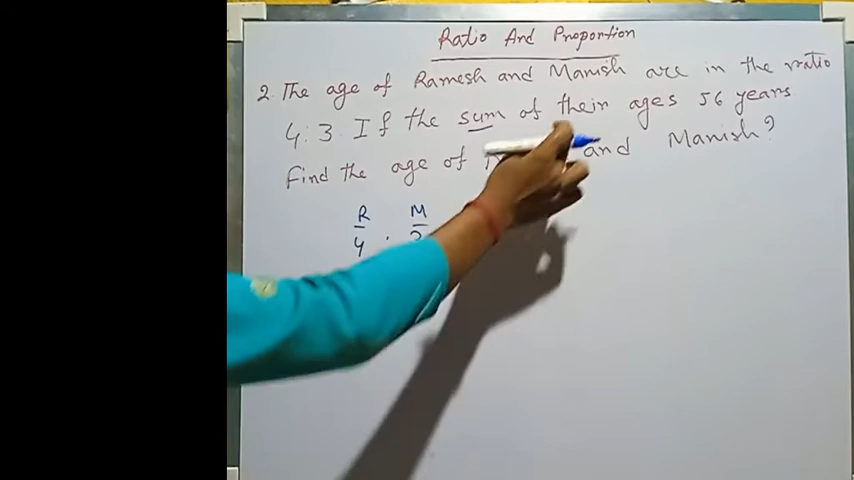 Ratio And Proportion
2. The age of Ramesh and Manish are in the ratio
4:3. If the sum of their ages 56 years
Find the age of and Manish?
R M
4 :